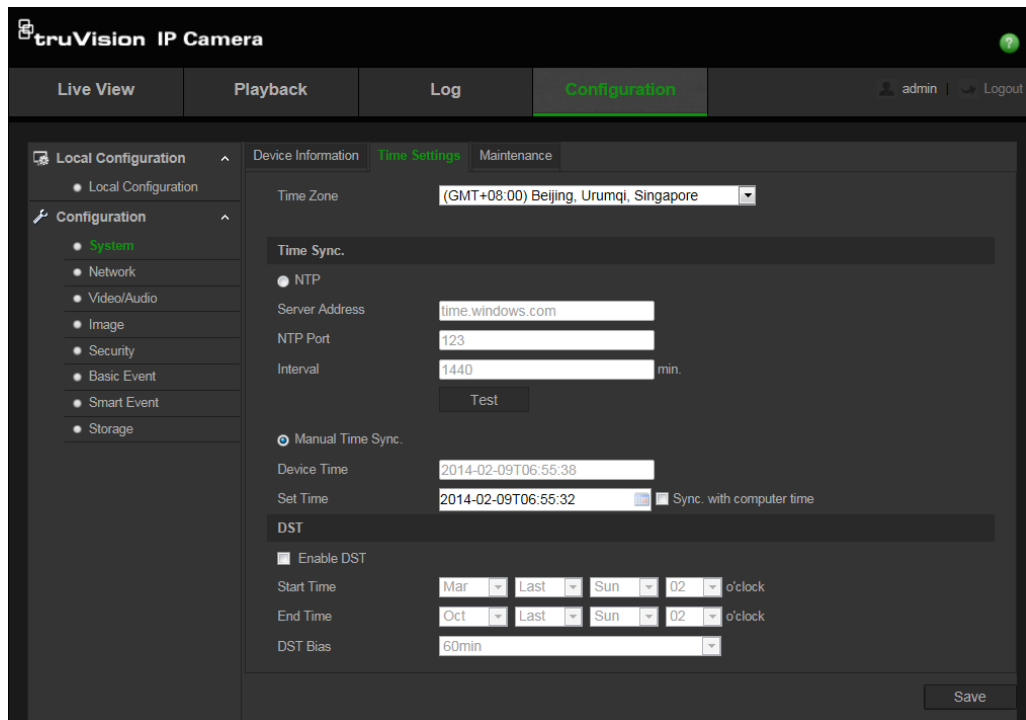 truVision IP Camera
?
Live View Playback Log Configuration admin | Logout
Local Configuration
Local Configuration
Configuration
System
Network
Video/Audio
Image
Security
Basic Event
Smart Event
Storage
Device Information Time Settings Maintenance
Time Zone (GMT+08:00) Beijing, Urumqi, Singapore
Time Sync.
NTP
Server Address time.windows.com
NTP Port 123
Interval 1440 min.
Test
Manual Time Sync.
Device Time 2014-02-09T06:55:38
Set Time 2014-02-09T06:55:32 Sync. with computer time
DST
Enable DST
Start Time Mar Last Sun 02 o'clock
End Time Oct Last Sun 02 o'clock
DST Bias 60min
Save